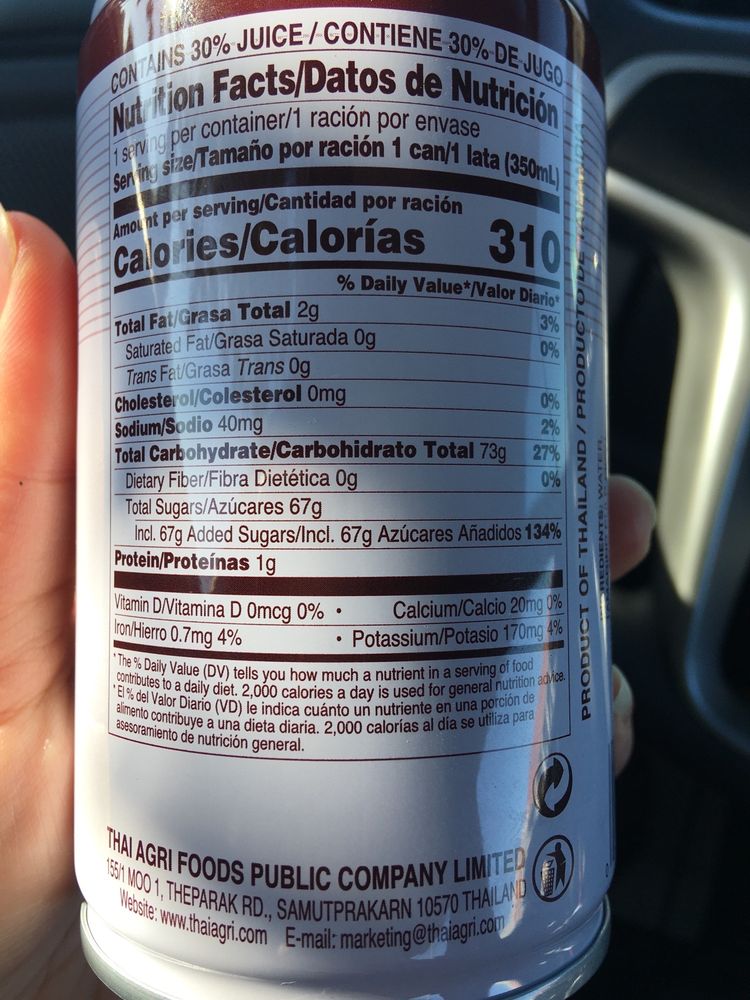 CONTAINS 30% JUICE / CONTIENE 30% DE JUGO
Nutrition Facts/Datos de Nutrición
1 serving per container/1 ración por envase
Serving size/Tamaño por ración 1 can/1 lata (350mL)
Amount per serving/Cantidad por ración
Calories/Calorías 310
% Daily Value*/Valor Diario*
Total Fat/Grasa Total 2g 3%
Saturated Fat/Grasa Saturada 0g 0%
Trans Fat/Grasa Trans 0g
Cholesterol/Colesterol 0mg 0%
Sodium/Sodio 40mg 2%
Total Carbohydrate/Carbohidrato Total 73g 27%
Dietary Fiber/Fibra Dietética 0g 0%
Total Sugars/Azúcares 67g
Incl. 67g Added Sugars/Incl. 67g Azúcares Añadidos 134%
Protein/Proteínas 1g
Vitamin D/Vitamina D 0mcg 0% • Calcium/Calcio 20mg 0%
Iron/Hierro 0.7mg 4% • Potassium/Potasio 170mg 4%
* The % Daily Value (DV) tells you how much a nutrient in a serving of food
contributes to a daily diet. 2,000 calories a day is used for general nutrition advice.
* El % del Valor Diario (VD) le indica cuánto un nutriente en una porción de
alimento contribuye a una dieta diaria. 2,000 calorías al día se utiliza para
asesoramiento de nutrición general.
THAI AGRI FOODS PUBLIC COMPANY LIMITED
155/1 MOO 1, THEPARAK RD., SAMUTPRAKARN 10570 THAILAND
Website: www.thaiagri.com E-mail: marketing@thaiagri.com
PRODUCT OF THAILAND / PRODUCTO DE
WATER